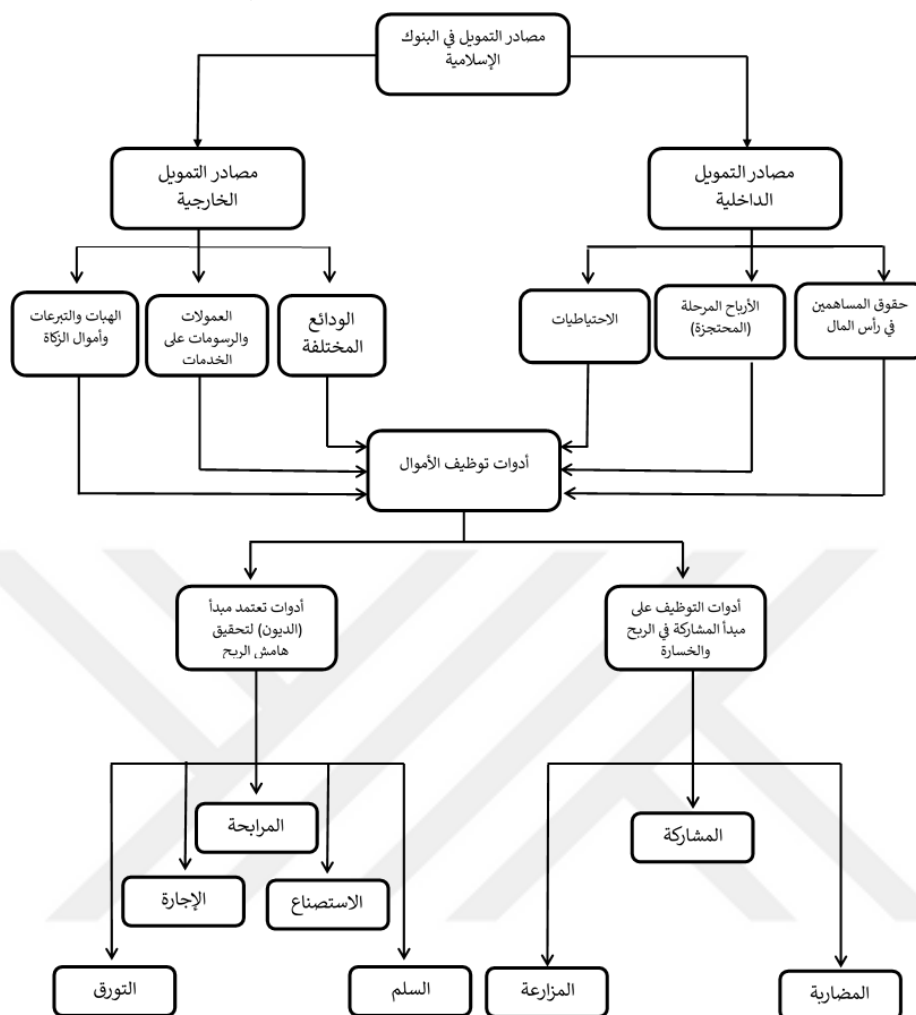 مصادر التمويل في البنوك
الإسلامية
مصادر التمويل
الداخلية
مصادر التمويل
الخارجية
حقوق المساهمين
في رأس المال
الأرباح المرحلة
(المحتجزة)
الاحتياطيات
الودائع
المختلفة
العمولات
والرسومات على
الخدمات
الهبات والتبرعات
وأموال الزكاة
أدوات توظيف الأموال
أدوات التوظيف على
مبدأ المشاركة في الربح
والخسارة
أدوات تعتمد مبدأ
(الديون) لتحقيق
هامش الربح
المشاركة
المضاربة
المزارعة
المرابحة
الاستصناع
الإجارة
السلم
التورق